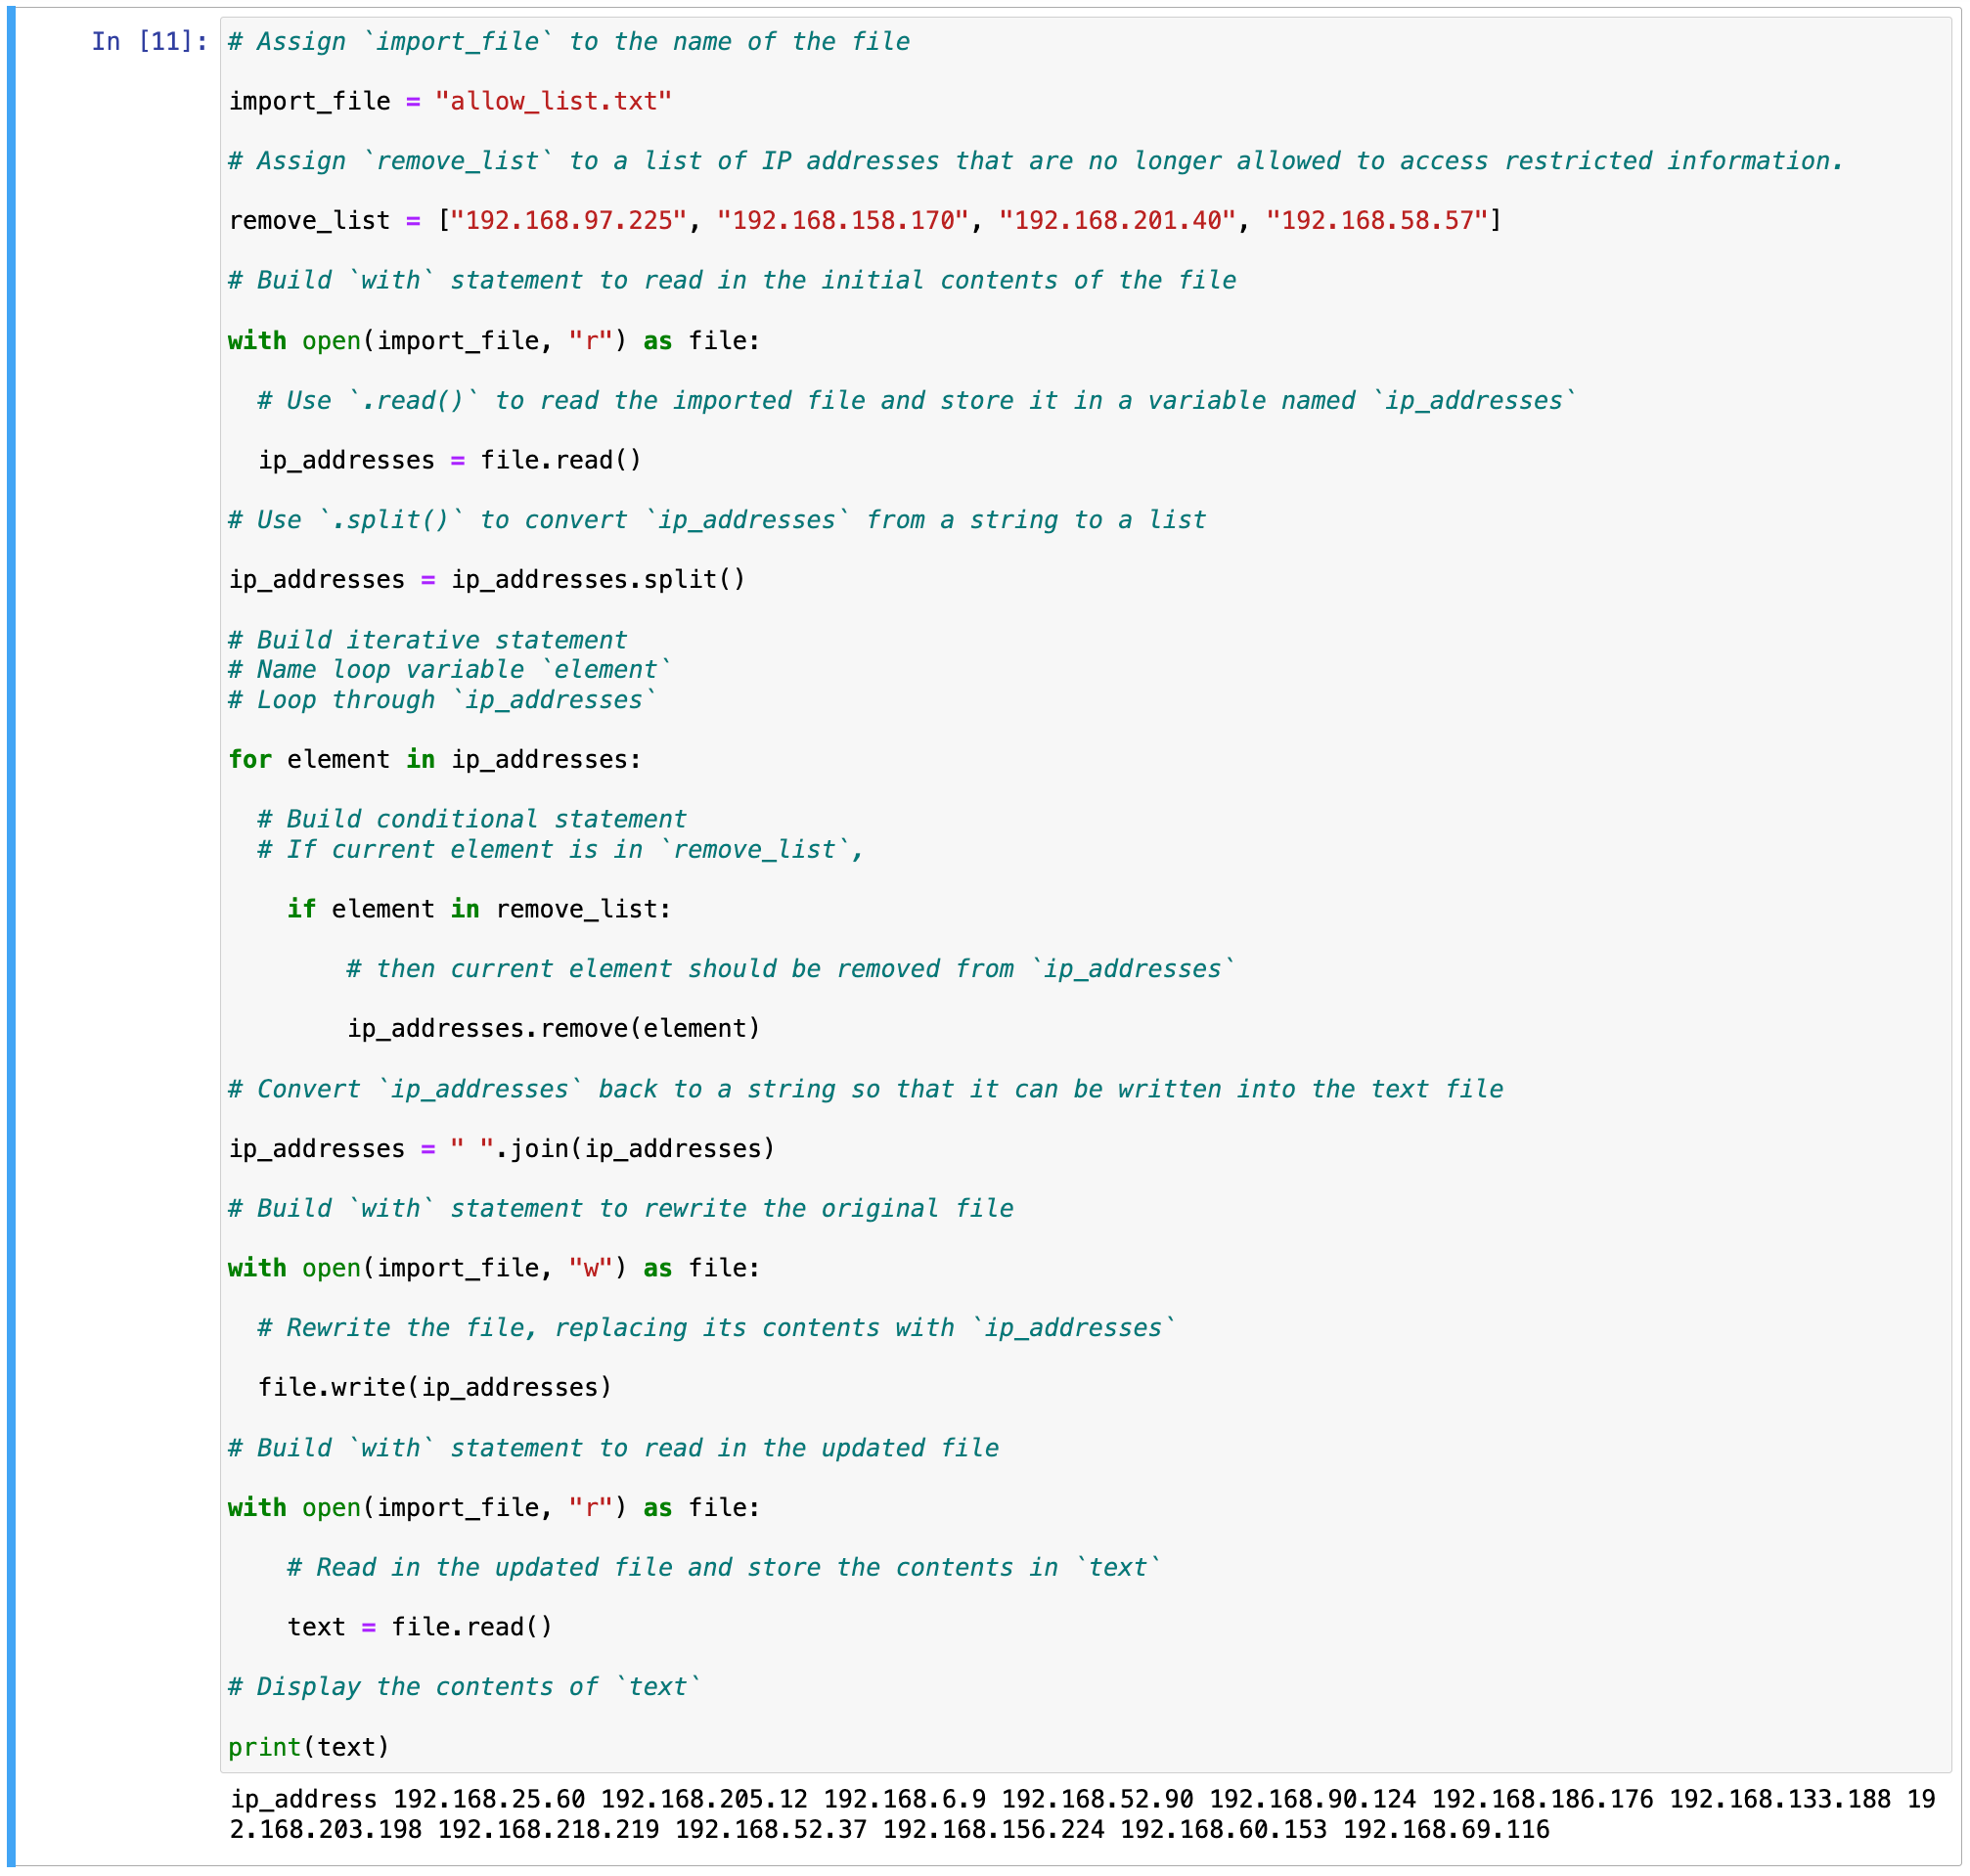 In [11]:
# Assign `import_file` to the name of the file
import_file = "allow_list.txt"
# Assign `remove_list` to a list of IP addresses that are no longer allowed to access restricted information.
remove_list = ["192.168.97.225", "192.168.158.170", "192.168.201.40", "192.168.58.57"]
# Build `with` statement to read in the initial contents of the file
with open(import_file, "r") as file:
  # Use `.read()` to read the imported file and store it in a variable named `ip_addresses`
  ip_addresses = file.read()
# Use `.split()` to convert `ip_addresses` from a string to a list
ip_addresses = ip_addresses.split()
# Build iterative statement
# Name loop variable `element`
# Loop through `ip_addresses`
for element in ip_addresses:
  # Build conditional statement
  # If current element is in `remove_list`,
    if element in remove_list:
        # then current element should be removed from `ip_addresses`
        ip_addresses.remove(element)
# Convert `ip_addresses` back to a string so that it can be written into the text file
ip_addresses = " ".join(ip_addresses)
# Build `with` statement to rewrite the original file
with open(import_file, "w") as file:
  # Rewrite the file, replacing its contents with `ip_addresses`
  file.write(ip_addresses)
# Build `with` statement to read in the updated file
with open(import_file, "r") as file:
    # Read in the updated file and store the contents in `text`
    text = file.read()
# Display the contents of `text`
print(text)
ip_address 192.168.25.60 192.168.205.12 192.168.6.9 192.168.52.90 192.168.90.124 192.168.186.176 192.168.133.188 19
2.168.203.198 192.168.218.219 192.168.52.37 192.168.156.224 192.168.60.153 192.168.69.116